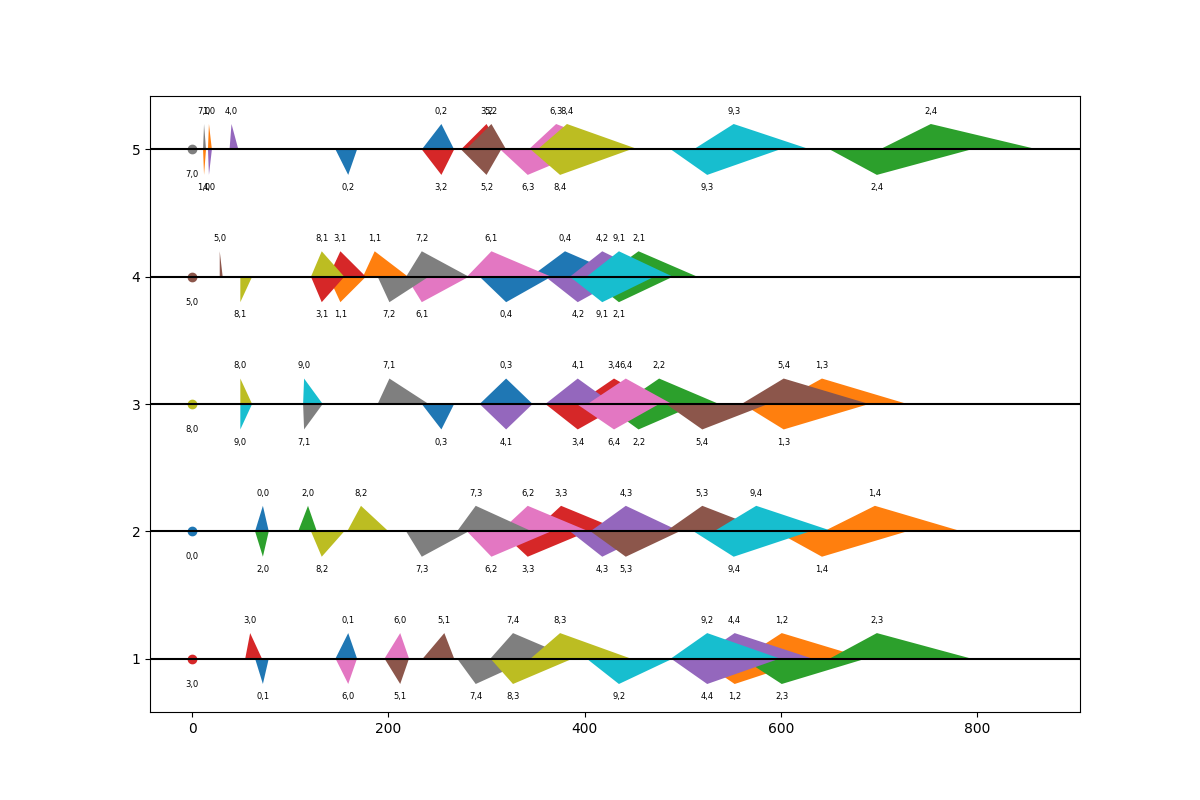 7,0 1,0 4,0 0,2 3,2 5,2 6,3 8,4 9,3 2,4
5
7,0
1,0 4,0 0,2 3,2 5,2 6,3 8,4 9,3 2,4
5,0 8,1 3,1 1,1 7,2 6,1 0,4 4,2 9,1 2,1
4
5,0
8,1 3,1 1,1 7,2 6,1 0,4 4,2 9,1 2,1
8,0 9,0 7,1 0,3 4,1 3,4 6,4 2,2 5,4 1,3
3
8,0
9,0 7,1 0,3 4,1 3,4 6,4 2,2 5,4 1,3
0,0 2,0 8,2 7,3 6,2 3,3 4,3 5,3 9,4 1,4
2
0,0
2,0 8,2 7,3 6,2 3,3 4,3 5,3 9,4 1,4
3,0 0,1 6,0 5,1 7,4 8,3 9,2 4,4 1,2 2,3
1
3,0
0,1 6,0 5,1 7,4 8,3 9,2 4,4 1,2 2,3
0 200 400 600 800